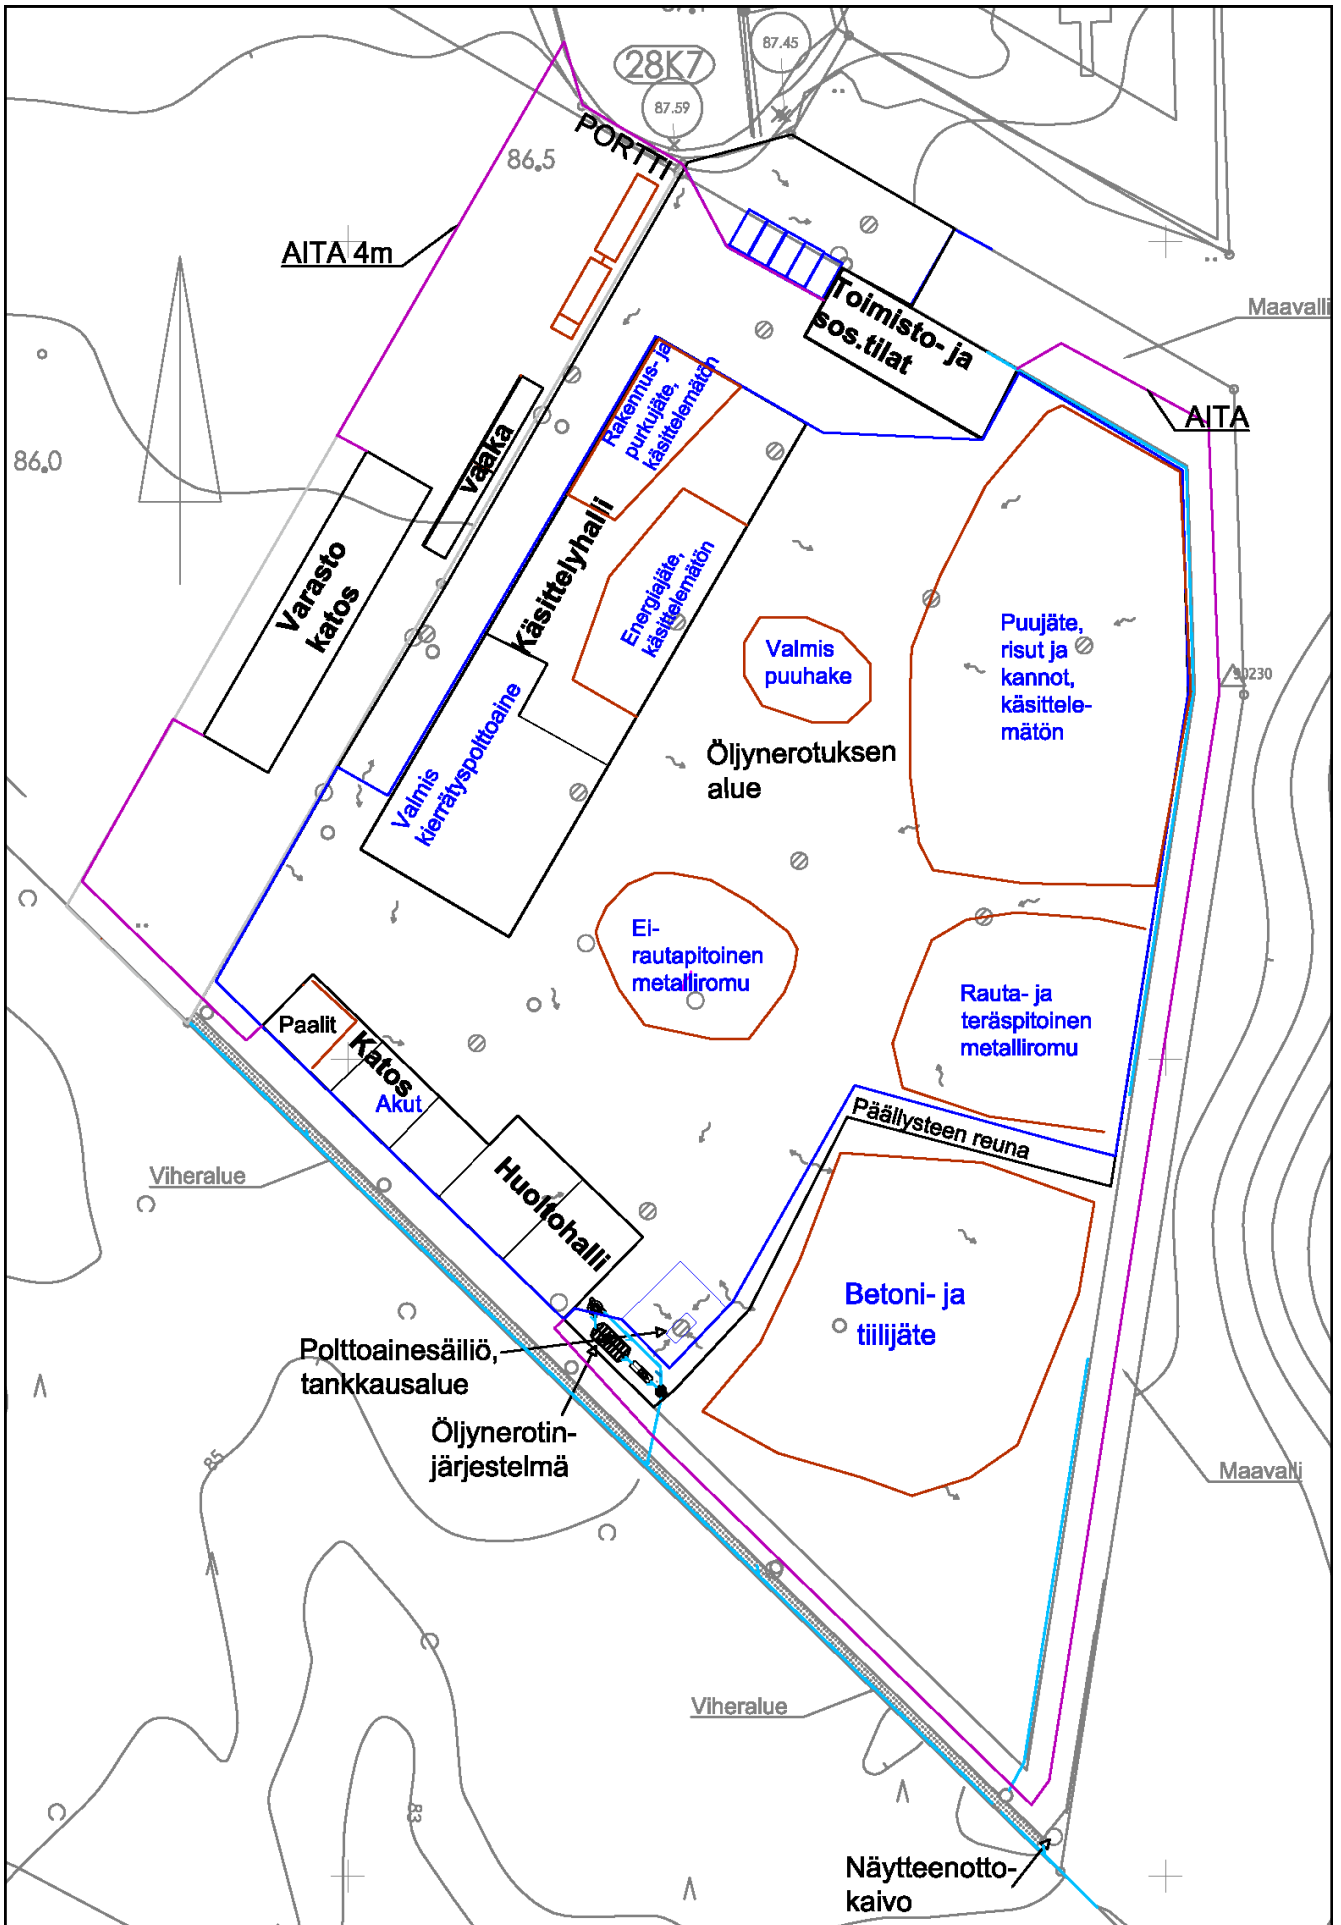 87.45
28K7
87.59
PORTTI
86.5
AITA 4m
Maavalli
Toimisto- ja
sos.tilat
AITA
86.0
vaaka
Rakennus- ja
purkujäte,
käsittelemätön
Käsittelyhalli
Energiajäte,
käsittelemätön
Varasto
katos
Valmis
puuhake
Puujäte,
risut ja
kannot,
käsittele-
mätön
90230
Öljynerotuksen
alue
Valmis
kierrätyspolttoaine
Ei-
rautapitoinen
metalliromu
Rauta- ja
teräspitoinen
metalliromu
Paalit
Katos
Akut
Päällysteen reuna
Viheralue
Huoltohalli
Betoni- ja
tiilijäte
Polttoainesäiliö,
tankkausalue
Öljynerotin-
järjestelmä
85
Maavalli
Viheralue
83
Näytteenotto-
kaivo